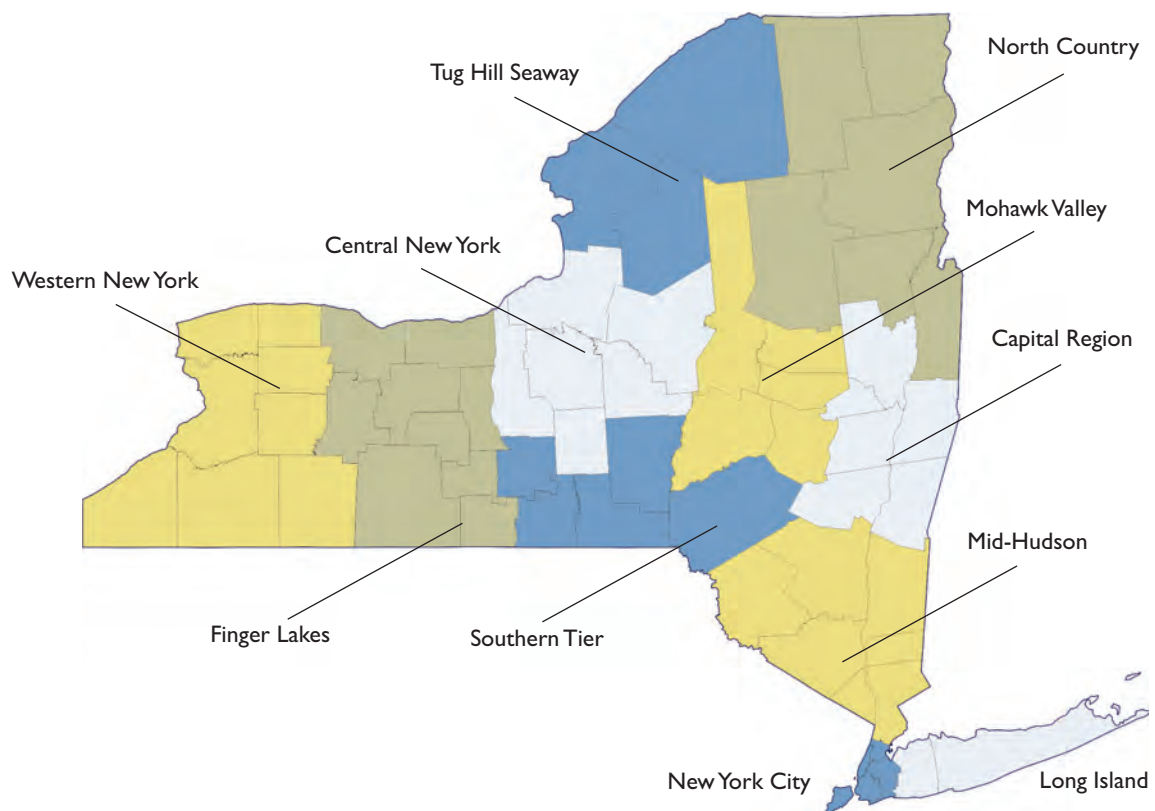 North Country
Tug Hill Seaway
Mohawk Valley
Central New York
Western New York
Capital Region
Mid-Hudson
Finger Lakes
Southern Tier
New York City
Long Island